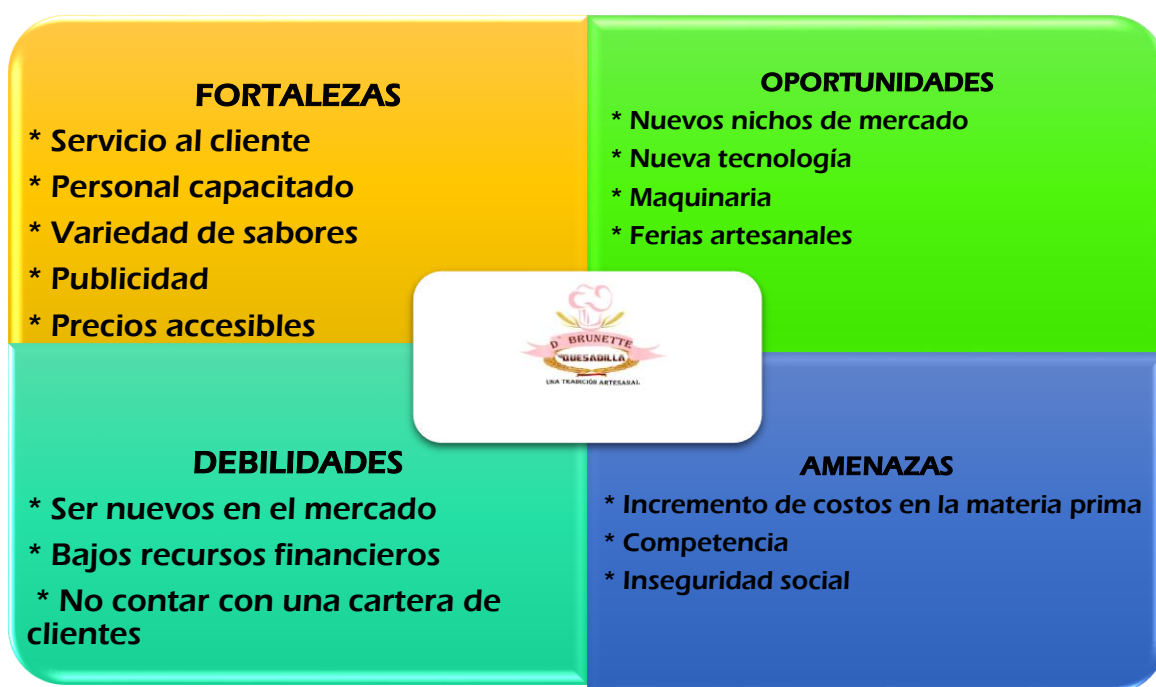 FORTALEZAS
* Servicio al cliente
* Personal capacitado
* Variedad de sabores
* Publicidad
* Precios accesibles
OPORTUNIDADES
* Nuevos nichos de mercado
* Nueva tecnología
* Maquinaria
* Ferias artesanales
D` BRUNETTE
"QUESADILLA
UNA TRADICIÓN ARTESANAL
DEBILIDADES
* Ser nuevos en el mercado
* Bajos recursos financieros
* No contar con una cartera de
clientes
AMENAZAS
* Incremento de costos en la materia prima
* Competencia
* Inseguridad social